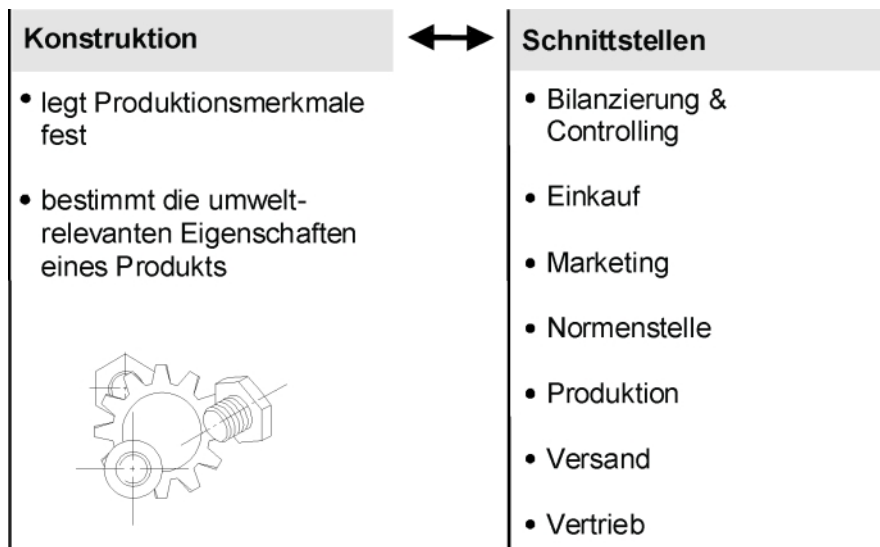 Konstruktion
• legt Produktionsmerkmale
fest
• bestimmt die umwelt-
relevanten Eigenschaften
eines Produkts
Schnittstellen
• Bilanzierung &
Controlling
• Einkauf
• Marketing
• Normenstelle
• Produktion
• Versand
• Vertrieb